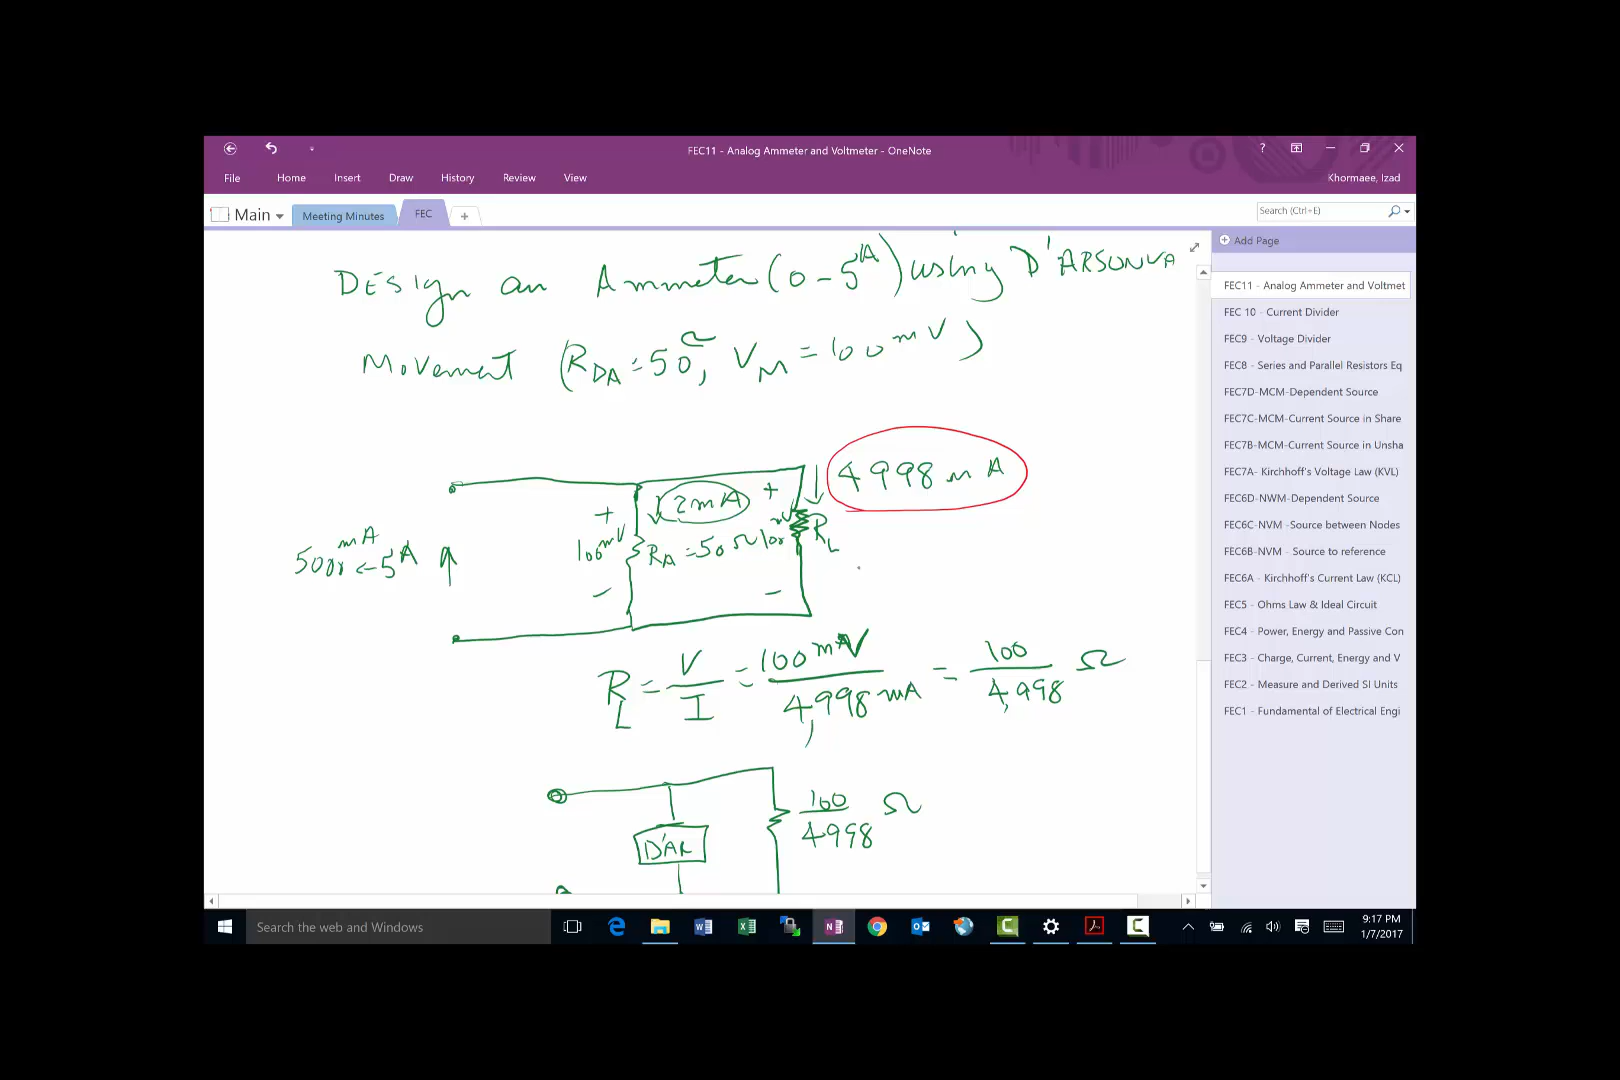 FEC11 - Analog Ammeter and Voltmeter - OneNote
?
File Home Insert Draw History Review View
Khormaee, Izad
Main Meeting Minutes FEC +
Search (Ctrl+E)
Add Page
FEC11 - Analog Ammeter and Voltmet
FEC 10 - Current Divider
FEC9 - Voltage Divider
FEC8 - Series and Parallel Resistors Eq
FEC7D-MCM-Dependent Source
FEC7C-MCM-Current Source in Share
FEC7B-MCM-Current Source in Unsha
FEC7A- Kirchhoff's Voltage Law (KVL)
FEC6D-NWM-Dependent Source
FEC6C-NVM -Source between Nodes
FEC6B-NVM - Source to reference
FEC6A - Kirchhoff's Current Law (KCL)
FEC5 - Ohms Law & Ideal Circuit
FEC4 - Power, Energy and Passive Con
FEC3 - Charge, Current, Energy and V
FEC2 - Measure and Derived SI Units
FEC1 - Fundamental of Electrical Engi
DESIgn an Ammeter (0-5A) using D'ARSONVA
Movement (RDA = 50Ω, VM = 100mV)
4998 mA
2mA +
+
100mV RA = 50Ω 100mV RL
← 5A
- -
RL = V/I = 100mV/4,998mA = 100/4,998 Ω
100/4998 Ω
D'AR
Search the web and Windows
9:17 PM
1/7/2017